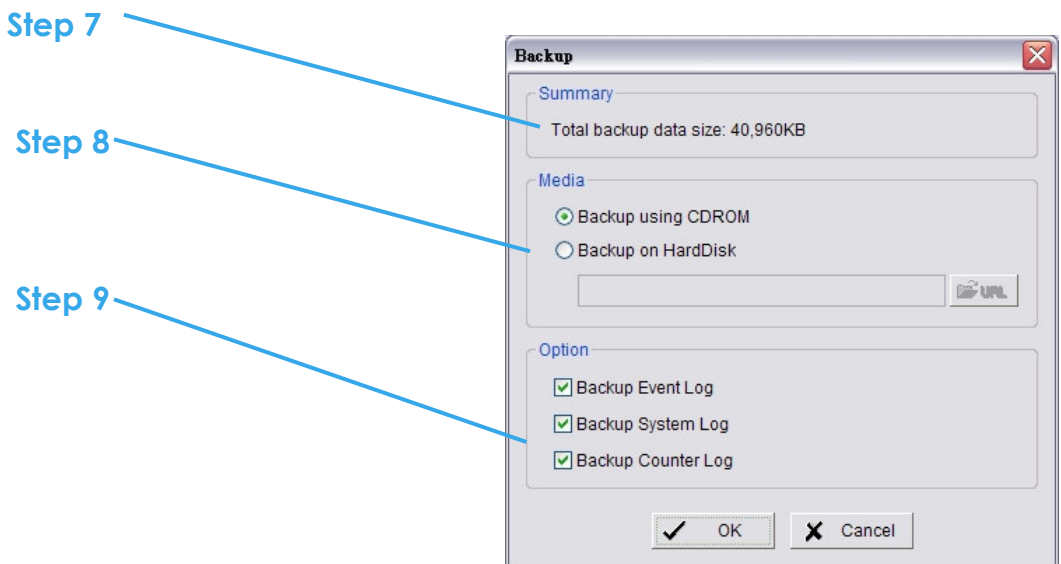 Step 7
Backup
Summary
Total backup data size: 40,960KB
Step 8
Media
Backup using CDROM
Backup on HardDisk
URL
Step 9
Option
Backup Event Log
Backup System Log
Backup Counter Log
OK
Cancel